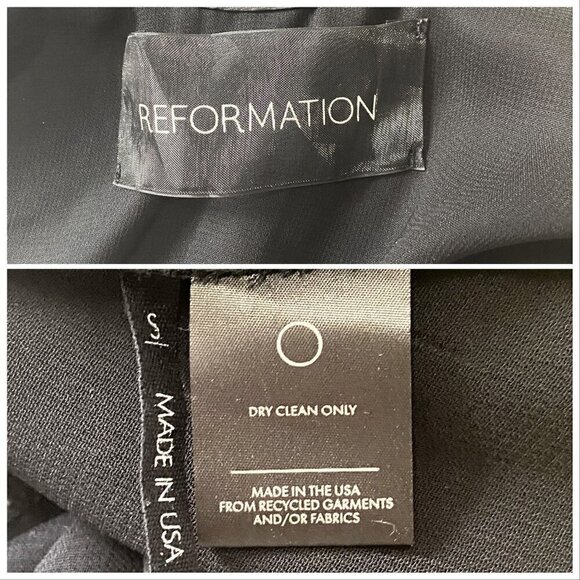 REFORMATION
S/
MADE IN USA
DRY CLEAN ONLY
MADE IN THE USA
FROM RECYCLED GARMENTS
AND/OR FABRICS